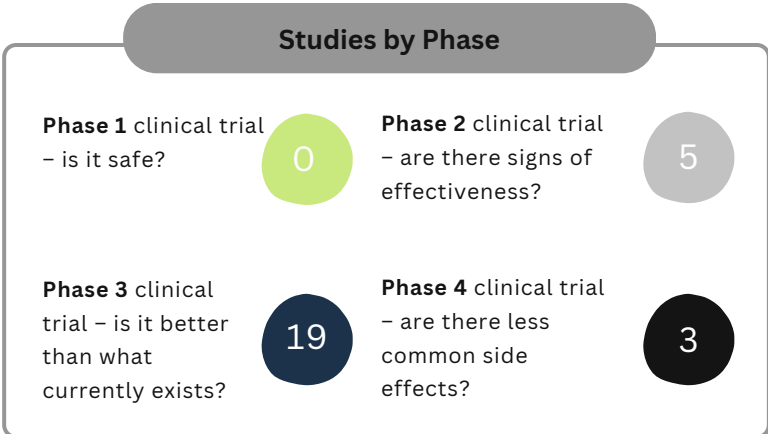 Studies by Phase
Phase 1 clinical trial
– is it safe?
0
Phase 2 clinical trial
– are there signs of
effectiveness?
5
Phase 3 clinical
trial – is it better
than what
currently exists?
19
Phase 4 clinical trial
– are there less
common side
effects?
3